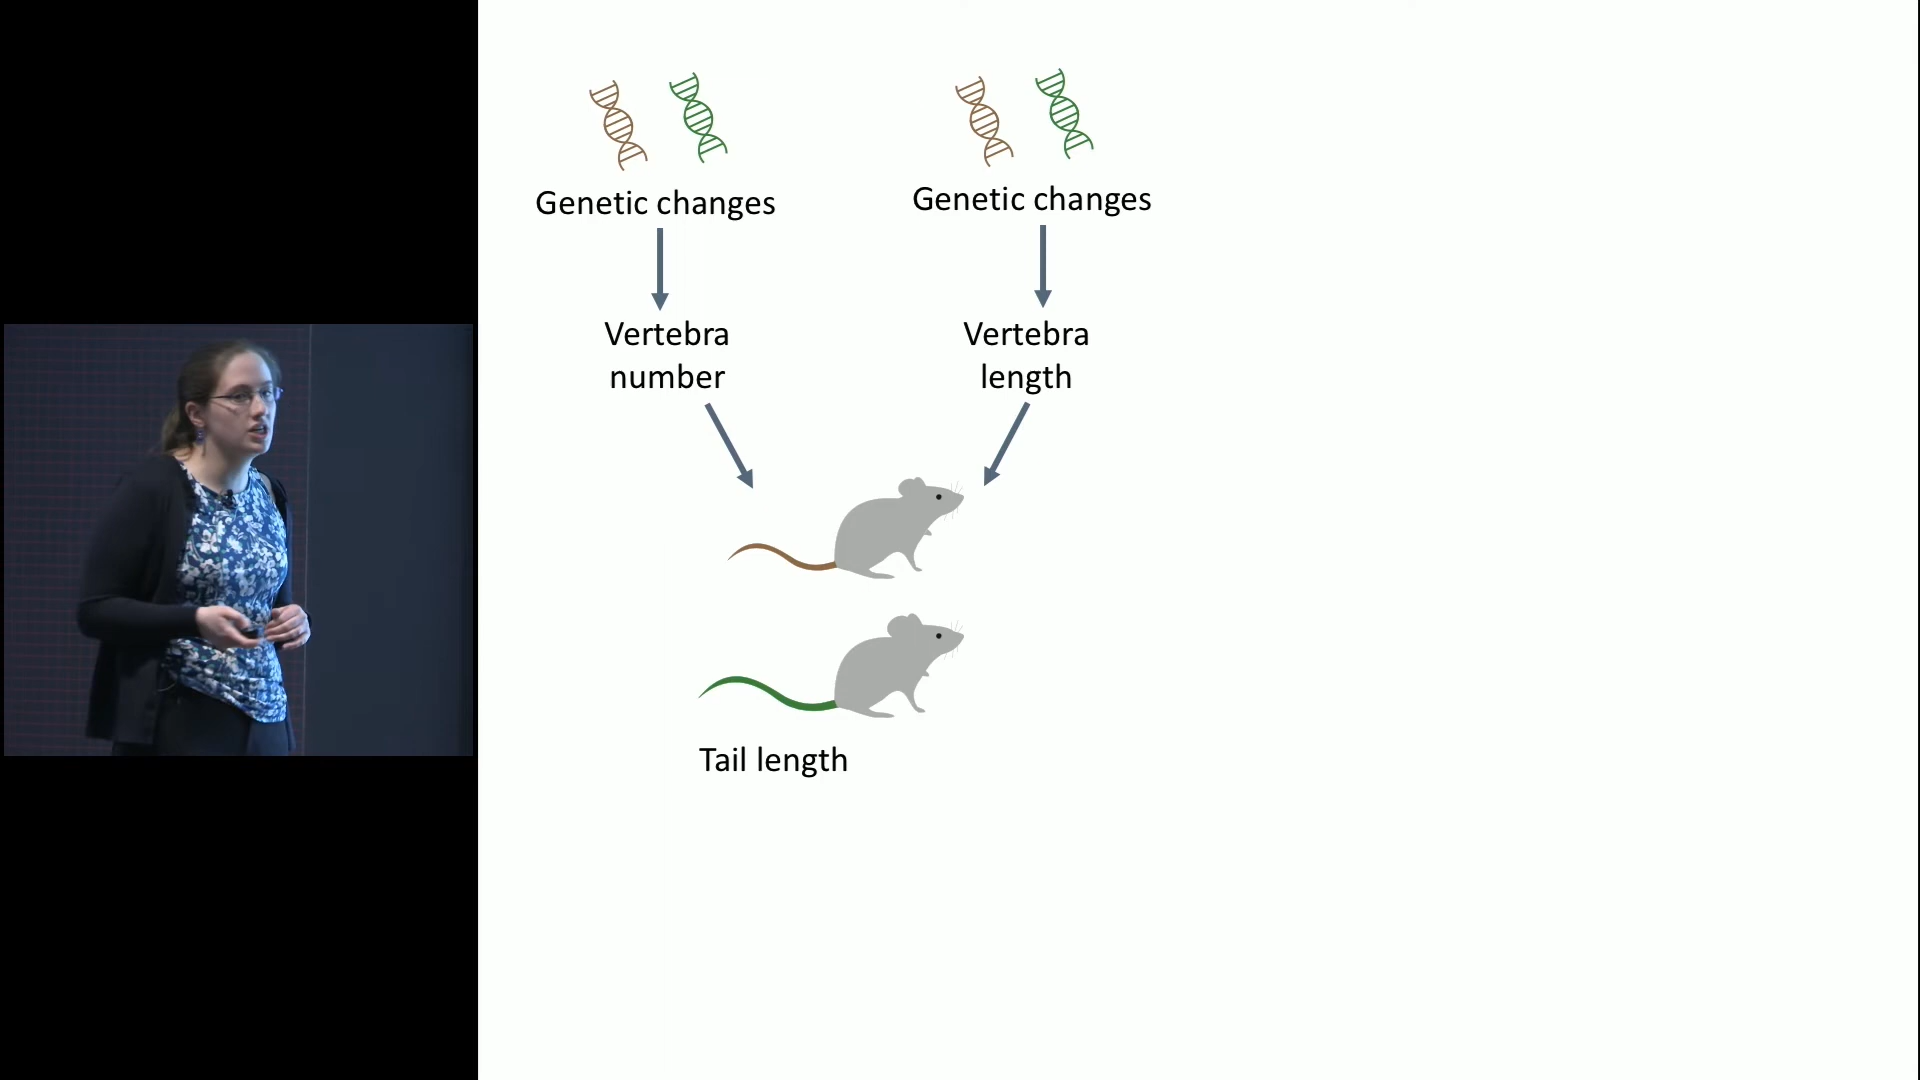 Genetic changes
Genetic changes
Vertebra
number
Vertebra
length
Tail length